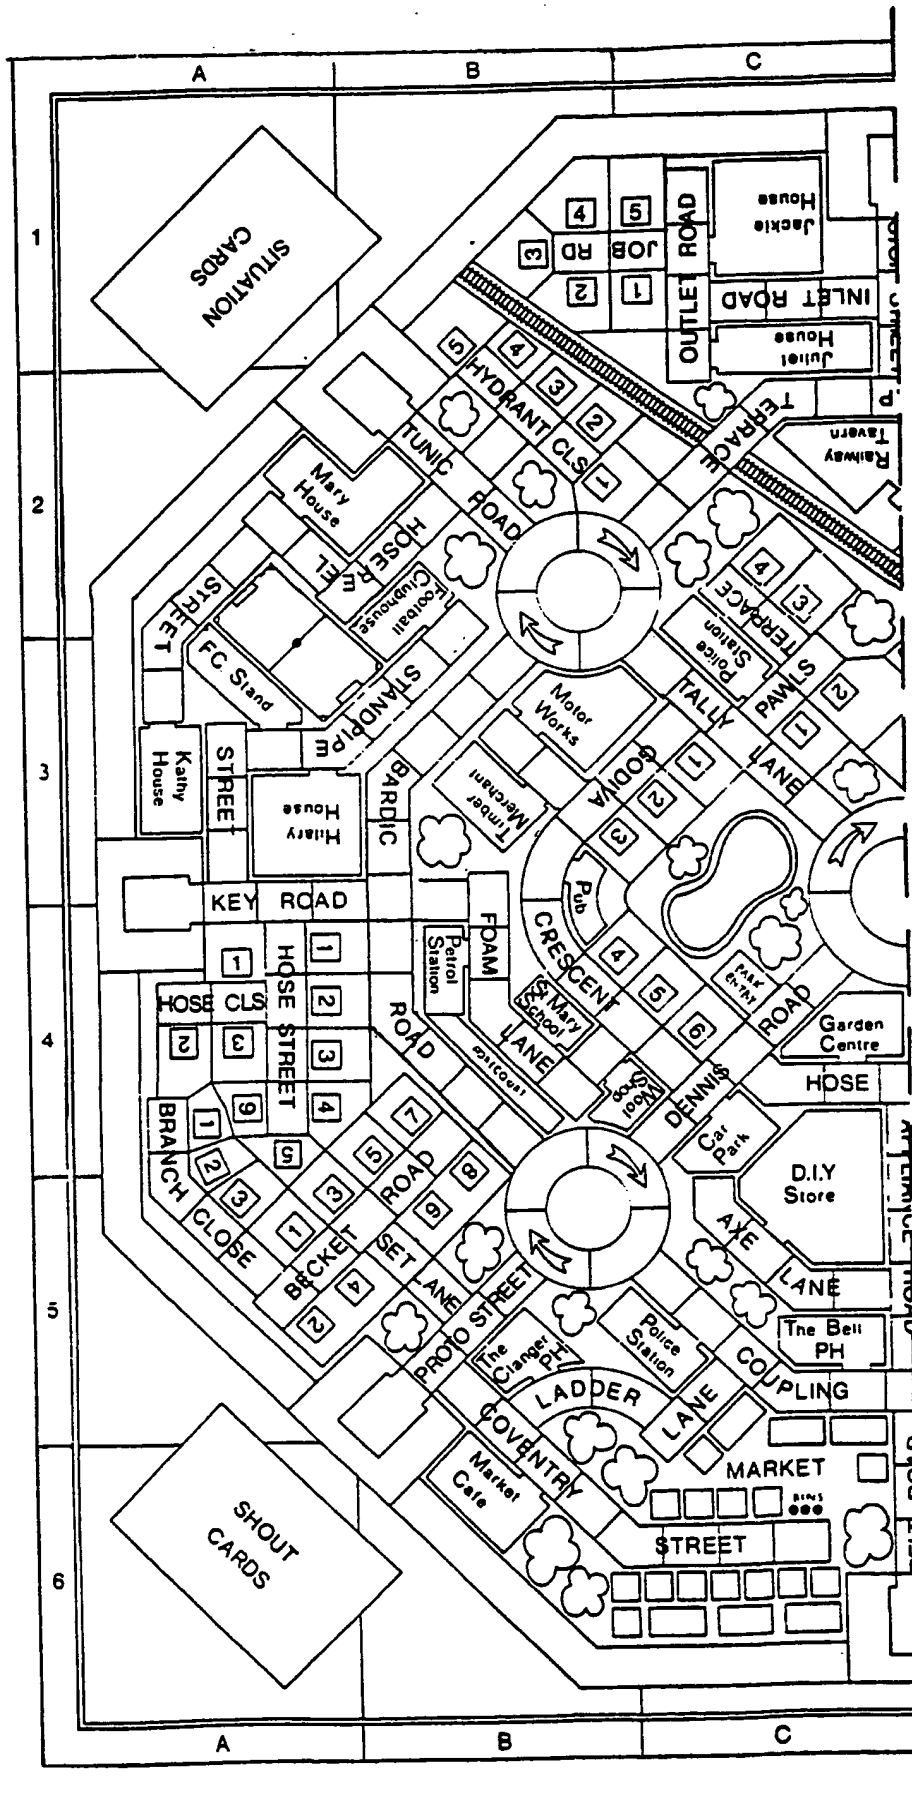 A
B
C
1
SITUATION
CARDS
4
5
OUTLET ROAD
Jackie
House
3
JOB
RD
2
1
INLET ROAD
Juliet
House
5
4
3
2
1
HYDRANT CLS
TERRACE
Railway
Tavern
2
TUNIC
ROAD
Mary
House
HOSE
Football
Clubhouse
STREET
F.C. Stand
STANDPIPE
4
3
TERRACE
Police
Station
PAWLS
2
1
TALLY
LANE
Motor
Works
3
Kathy
House
STREET
Hilary
House
BARDIC
Timber
Merchant
GODIVA
1
2
3
Pub
KEY ROAD
CRESCENT
FOAM
Petrol
Station
4
5
6
PARK
ENTRY
ROAD
Garden
Centre
4
1
HOSE CLS
2
3
HOSE STREET
1
2
3
4
ROAD
St Mary
School
LANE
Wool
Shop
DENNIS
HOSE
Car
Park
D.I.Y
Store
BRANCH
CLOSE
1
6
5
2
3
1
3
5
7
BECKET
ROAD
2
4
6
8
SET
LANE
AXE
LANE
5
PROTO STREET
The
Clanger
PH
Police
Station
The Bell
PH
COUPLING
LANE
LADDER
COVENTRY
Market
Cafe
MARKET
BINS
STREET
6
SHOUT
CARDS
A
B
C